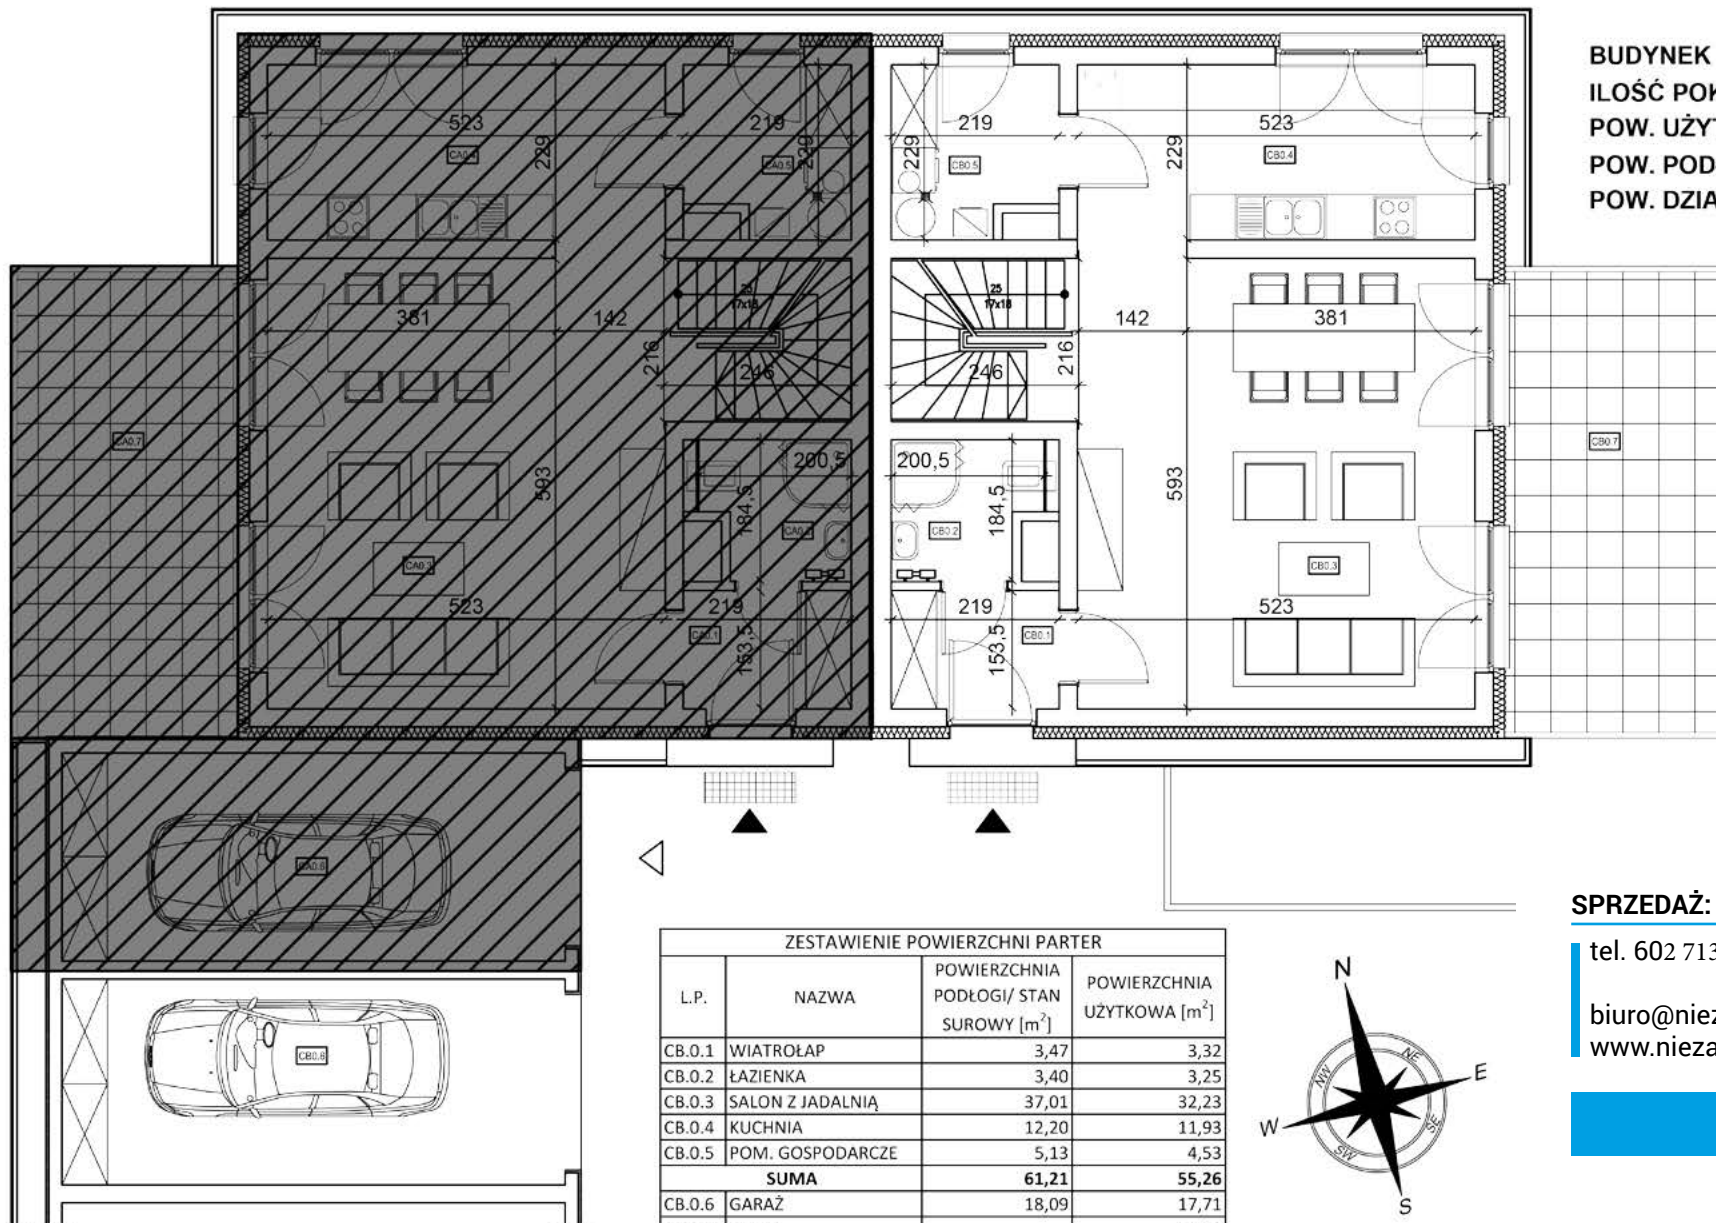 BUDYNEK
ILOŚĆ POK
POW. UŻYT
POW. POD
POW. DZIA
523
219
219
523
229
229
229
229
CA0.4
CA0.5
CB0.5
CB0.4
25
17x18
25
17x18
381
142
142
381
216
246
246
216
CA0.7
CB0.7
200,5
200,5
593
184,5
184,5
593
CA0.2
CB0.2
CA0.3
CB0.3
523
219
219
523
CA0.1
CB0.1
153,5
153,5
CA0.6
CB0.6
SPRZEDAŻ:
tel. 602 713
biuro@niez
www.nieza
ZESTAWIENIE POWIERZCHNI PARTER
L.P. NAZWA POWIERZCHNIA PODŁOGI/ STAN SUROWY [m²] POWIERZCHNIA UŻYTKOWA [m²]
CB.0.1 WIATROŁAP 3,47 3,32
CB.0.2 ŁAZIENKA 3,40 3,25
CB.0.3 SALON Z JADALNIĄ 37,01 32,23
CB.0.4 KUCHNIA 12,20 11,93
CB.0.5 POM. GOSPODARCZE 5,13 4,53
SUMA 61,21 55,26
CB.0.6 GARAŻ 18,09 17,71
N
NE
E
SE
S
SW
W
NW